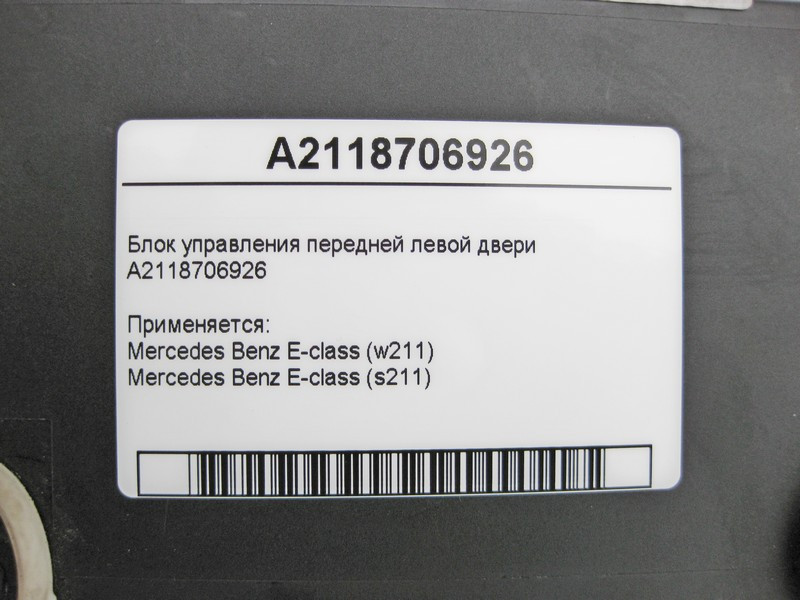 A2118706926
Блок управления передней левой двери
A2118706926
Применяется:
Mercedes Benz E-class (w211)
Mercedes Benz E-class (s211)